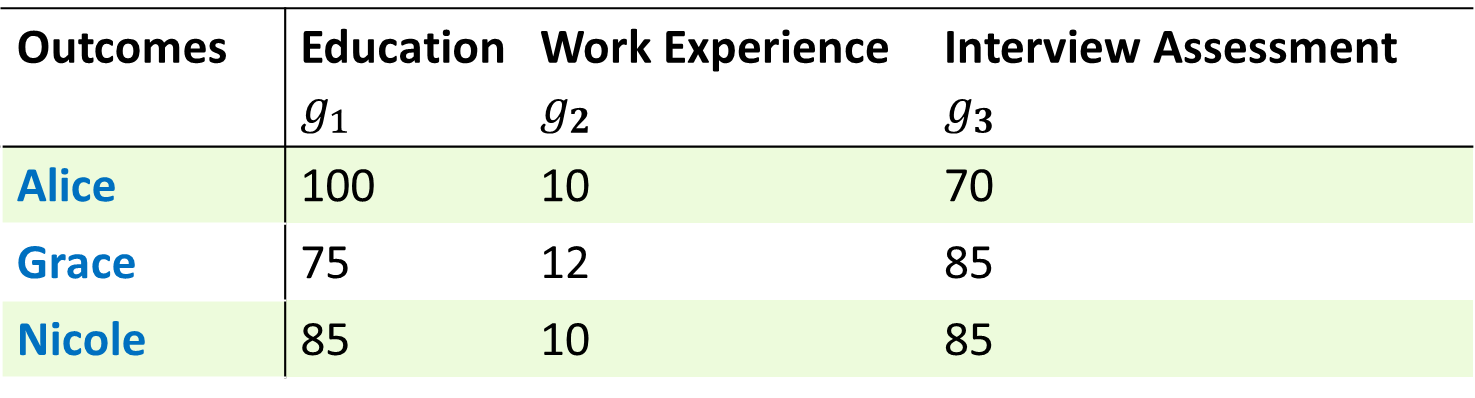 Outcomes Education Work Experience Interview Assessment
g₁ g₂ g₃
Alice 100 10 70
Grace 75 12 85
Nicole 85 10 85